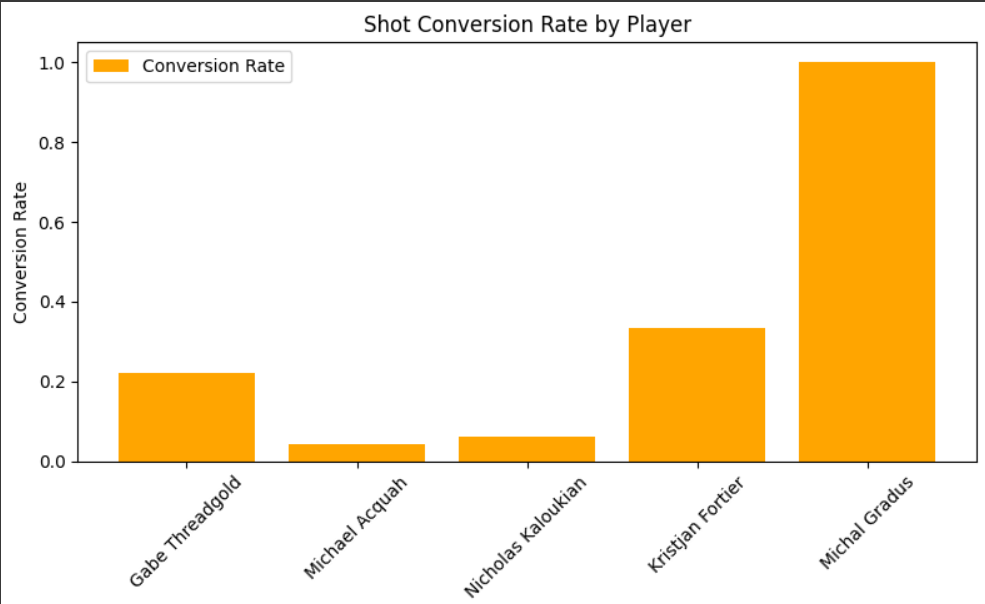 Shot Conversion Rate by Player
Conversion Rate
Conversion Rate
1.0
0.8
0.6
0.4
0.2
0.0
Gabe Threadgold
Michael Acquah
Nicholas Kaloukian
Kristjan Fortier
Michal Gradus